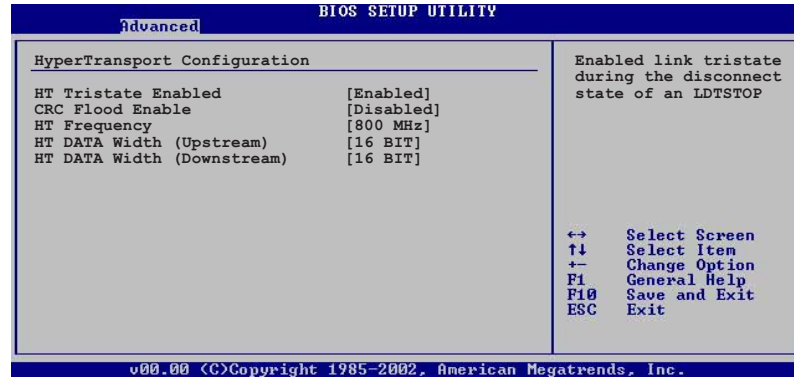 BIOS SETUP UTILITY
Advanced
HyperTransport Configuration
HT Tristate Enabled [Enabled]
CRC Flood Enable [Disabled]
HT Frequency [800 MHz]
HT DATA Width (Upstream) [16 BIT]
HT DATA Width (Downstream) [16 BIT]
Enabled link tristate
during the disconnect
state of an LDTSTOP
←→ Select Screen
↑↓ Select Item
+- Change Option
F1 General Help
F10 Save and Exit
ESC Exit
v00.00 (C)Copyright 1985-2002, American Megatrends, Inc.